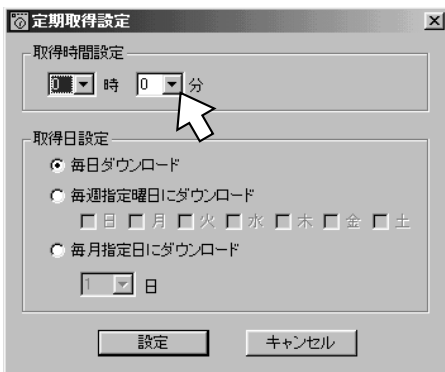 定期取得設定
取得時間設定
0 時 0 分
取得日設定
毎日ダウンロード
毎週指定曜日にダウンロード
日 月 火 水 木 金 土
毎月指定日にダウンロード
1 日
設定 キャンセル